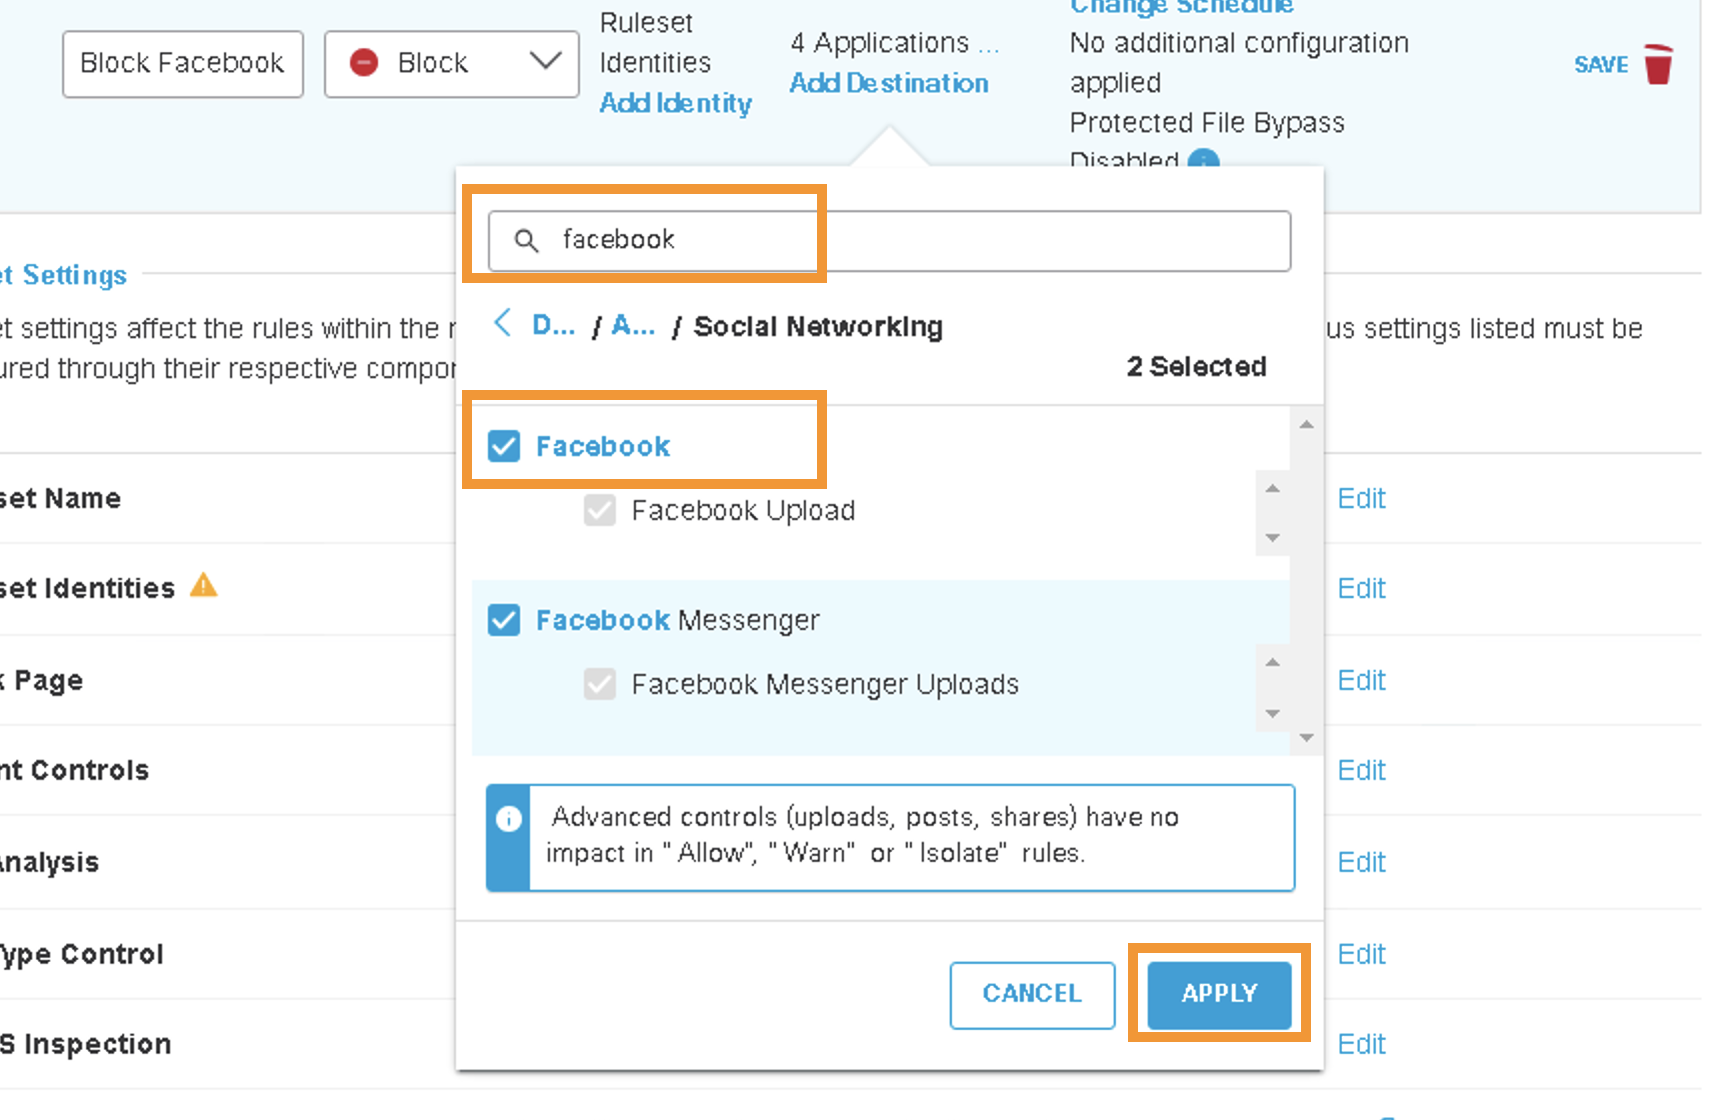 Change Schedule
Ruleset
Identities
Add Identity
Block Facebook
Block
4 Applications ...
Add Destination
No additional configuration
applied
Protected File Bypass
Disabled
SAVE
facebook
D... / A... / Social Networking
2 Selected
Facebook
Facebook Upload
Facebook Messenger
Facebook Messenger Uploads
Advanced controls (uploads, posts, shares) have no
impact in "Allow", "Warn" or "Isolate" rules.
CANCEL
APPLY
et Settings
et settings affect the rules within the r
us settings listed must be
ured through their respective compor
set Name
Edit
set Identities
Edit
k Page
Edit
nt Controls
Edit
Analysis
Edit
Type Control
Edit
S Inspection
Edit